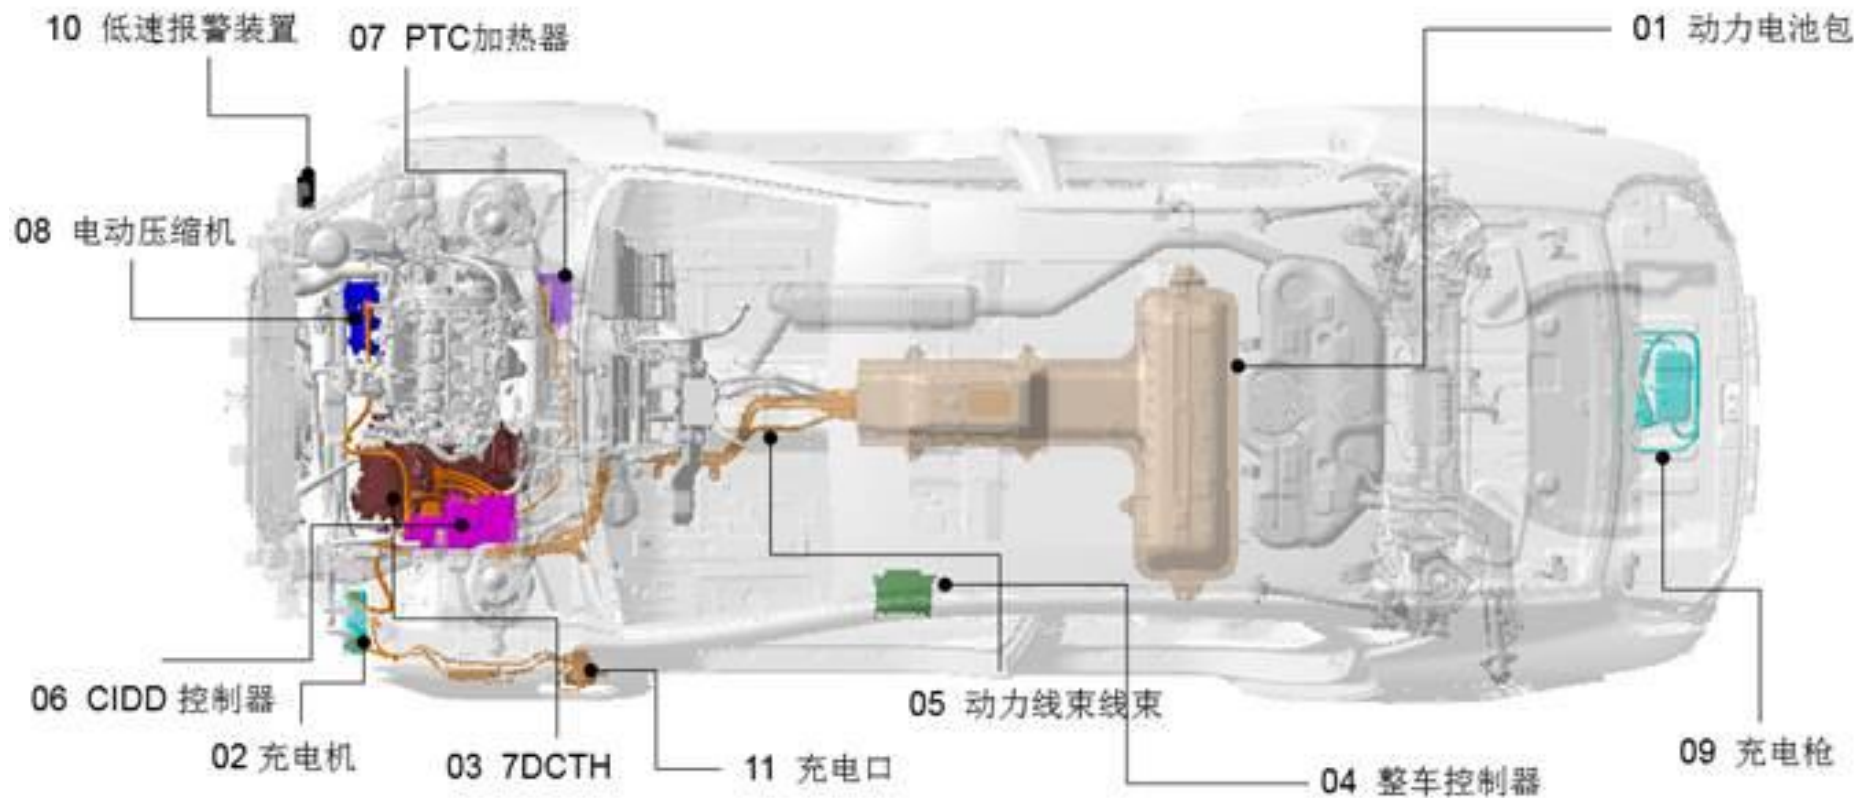 10 低速报警装置
07 PTC加热器
01 动力电池包
08 电动压缩机
06 CIDD 控制器
05 动力线束线束
02 充电机
03 7DCTH
11 充电口
04 整车控制器
09 充电枪